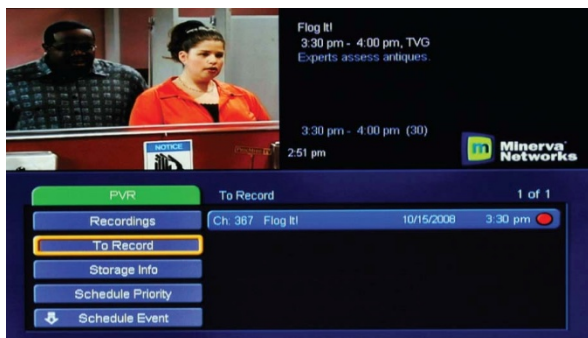 Flog It!
3:30 pm - 4:00 pm, TVG
Experts assess antiques.
3:30 pm - 4:00 pm (30)
2:51 pm
m Minerva
Networks
NOTICE
PVR
To Record 1 of 1
Recordings
Ch: 367 Flog It! 10/15/2008 3:30 pm
To Record
Storage Info
Schedule Priority
Schedule Event